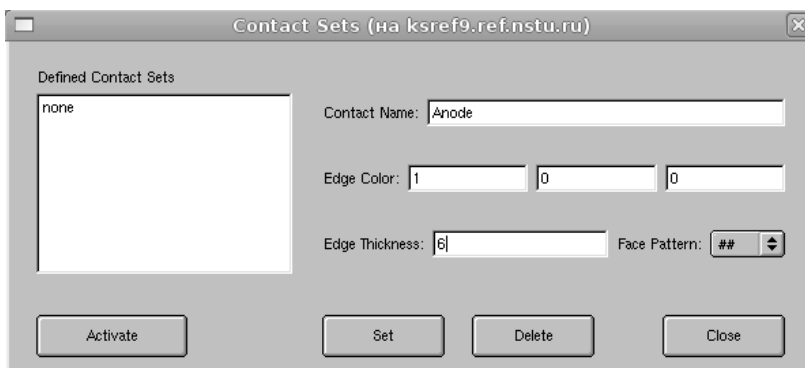 Contact Sets (на ksref9.ref.nstu.ru)
Defined Contact Sets
none
Contact Name: Anode
Edge Color: 1 0 0
Edge Thickness: 6 Face Pattern: ##
Activate Set Delete Close